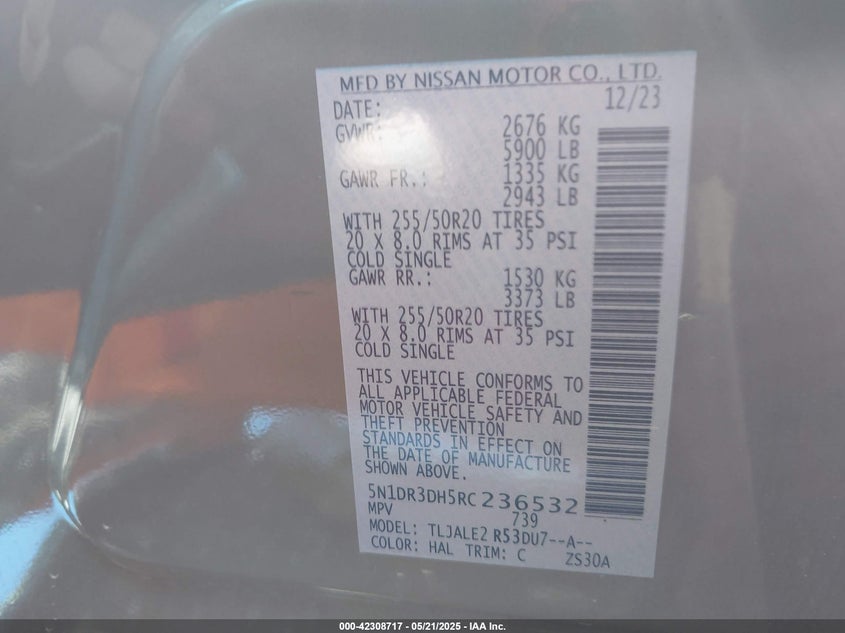 MFD BY NISSAN MOTOR CO., LTD.
DATE: 12/23
GVWR: 2676 KG
5900 LB
GAWR FR.: 1335 KG
2943 LB
WITH 255/50R20 TIRES
20 X 8.0 RIMS AT 35 PSI
COLD SINGLE
GAWR RR.: 1530 KG
3373 LB
WITH 255/50R20 TIRES
20 X 8.0 RIMS AT 35 PSI
COLD SINGLE
THIS VEHICLE CONFORMS TO
ALL APPLICABLE FEDERAL
MOTOR VEHICLE SAFETY AND
THEFT PREVENTION
STANDARDS IN EFFECT ON
THE DATE OF MANUFACTURE
SHOWN ABOVE.
5N1DR3DH5RC236532
MPV 739
MODEL: TLJALE2 R53DU7--A--
COLOR: HAL TRIM: C ZS30A
000-42308717 - 05/21/2025 - IAA Inc.